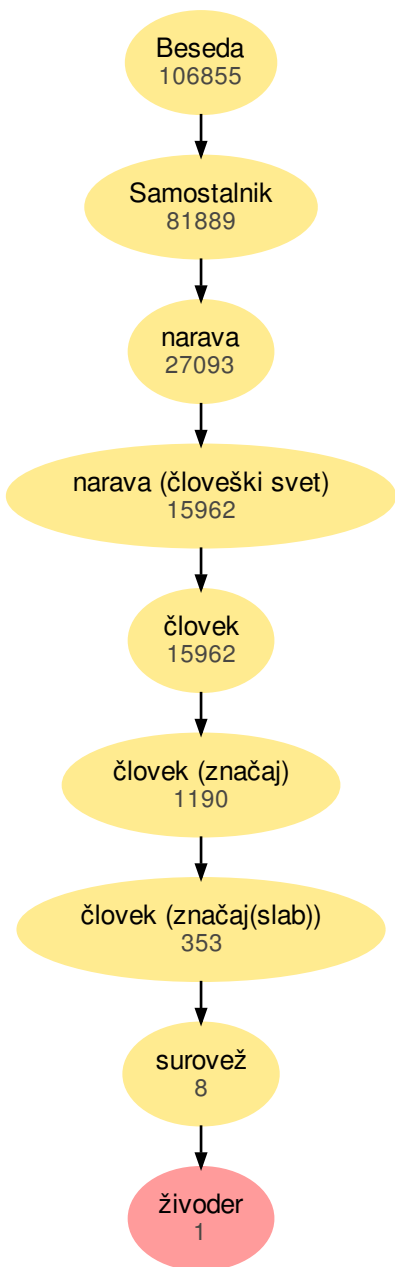 Beseda
106855
Samostalnik
81889
narava
27093
narava (človeški svet)
15962
človek
15962
človek (značaj)
1190
človek (značaj(slab))
353
surovež
8
živoder
1